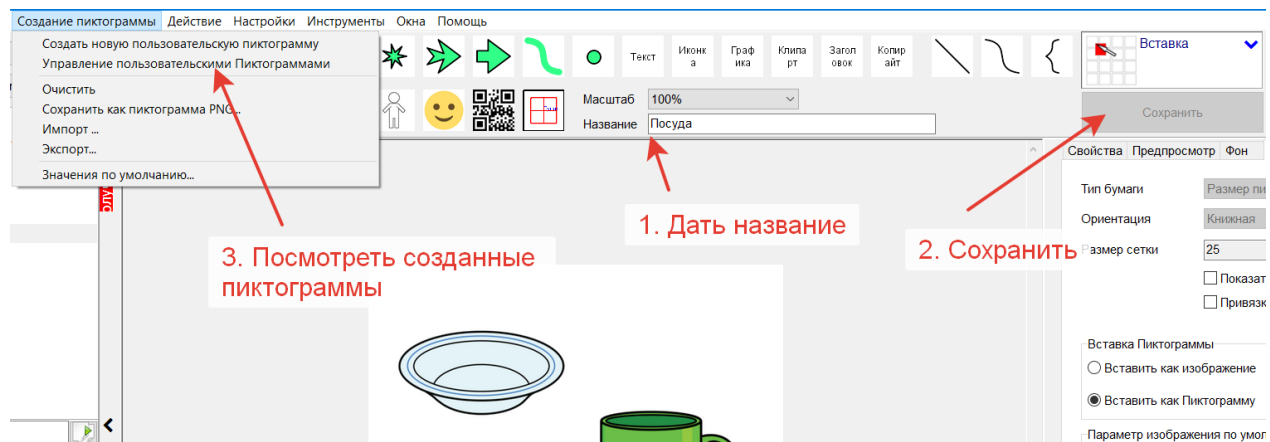 Создание пиктограммы Действие Настройки Инструменты Окна Помощь
Создать новую пользовательскую пиктограмму
Управление пользовательскими Пиктограммами
Очистить
Сохранить как пиктограмма PNG...
Импорт ...
Экспорт...
Значения по умолчанию...
Текст
Иконк
а
Граф
ика
Клипа
рт
Загол
овок
Копир
айт
Вставка
Масштаб 100%
Название Посуда
Сохранить
Свойства Предпросмотр Фон
Тип бумаги Размер пи
Ориентация Книжная
Размер сетки 25
Показат
Привязк
1. Дать название
2. Сохранить
3. Посмотреть созданные
пиктограммы
Вставка Пиктограммы
Вставить как изображение
Вставить как Пиктограмму
Параметр изображения по умол